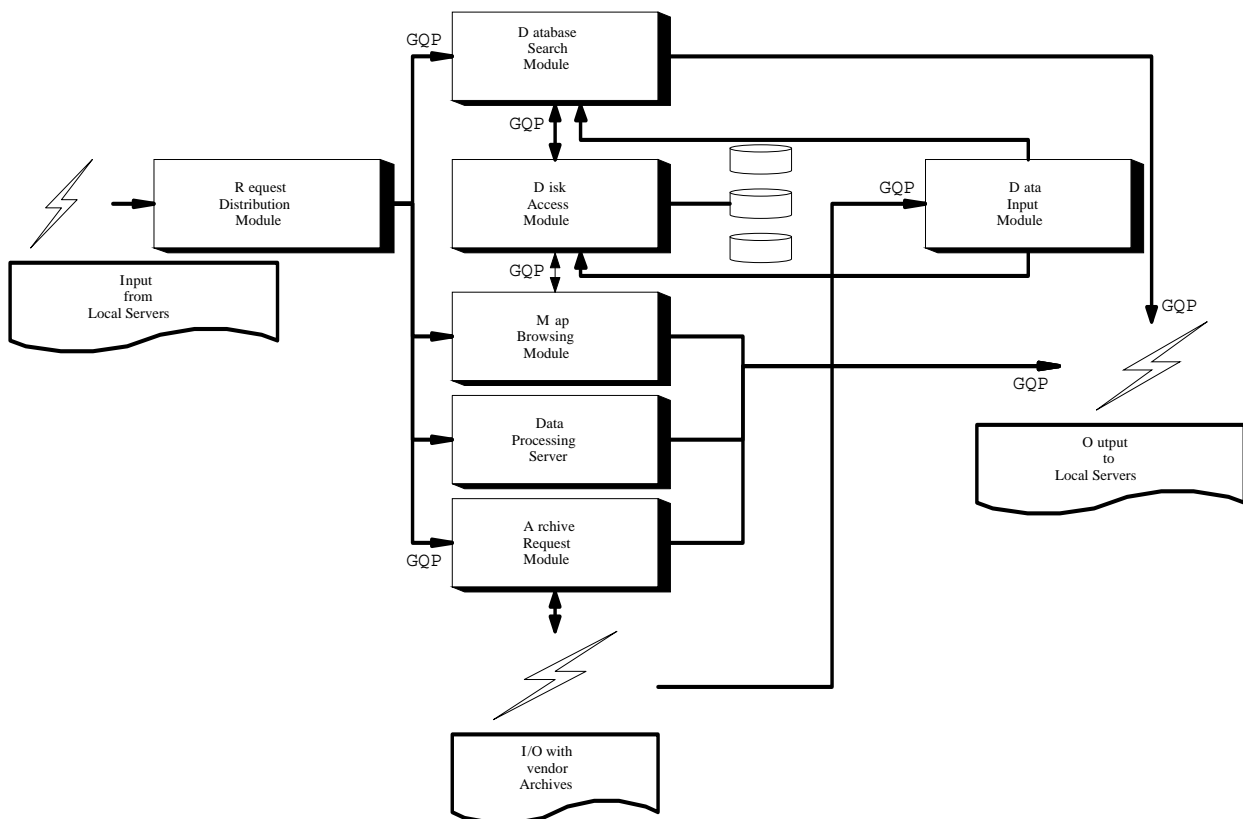 GQP
D atabase
Search
Module
GQP
R equest
Distribution
Module
D isk
Access
Module
GQP
D ata
Input
Module
GQP
Input
from
Local Servers
M ap
Browsing
Module
GQP
GQP
Data
Processing
Server
O utput
to
Local Servers
GQP
A rchive
Request
Module
I/O with
vendor
Archives